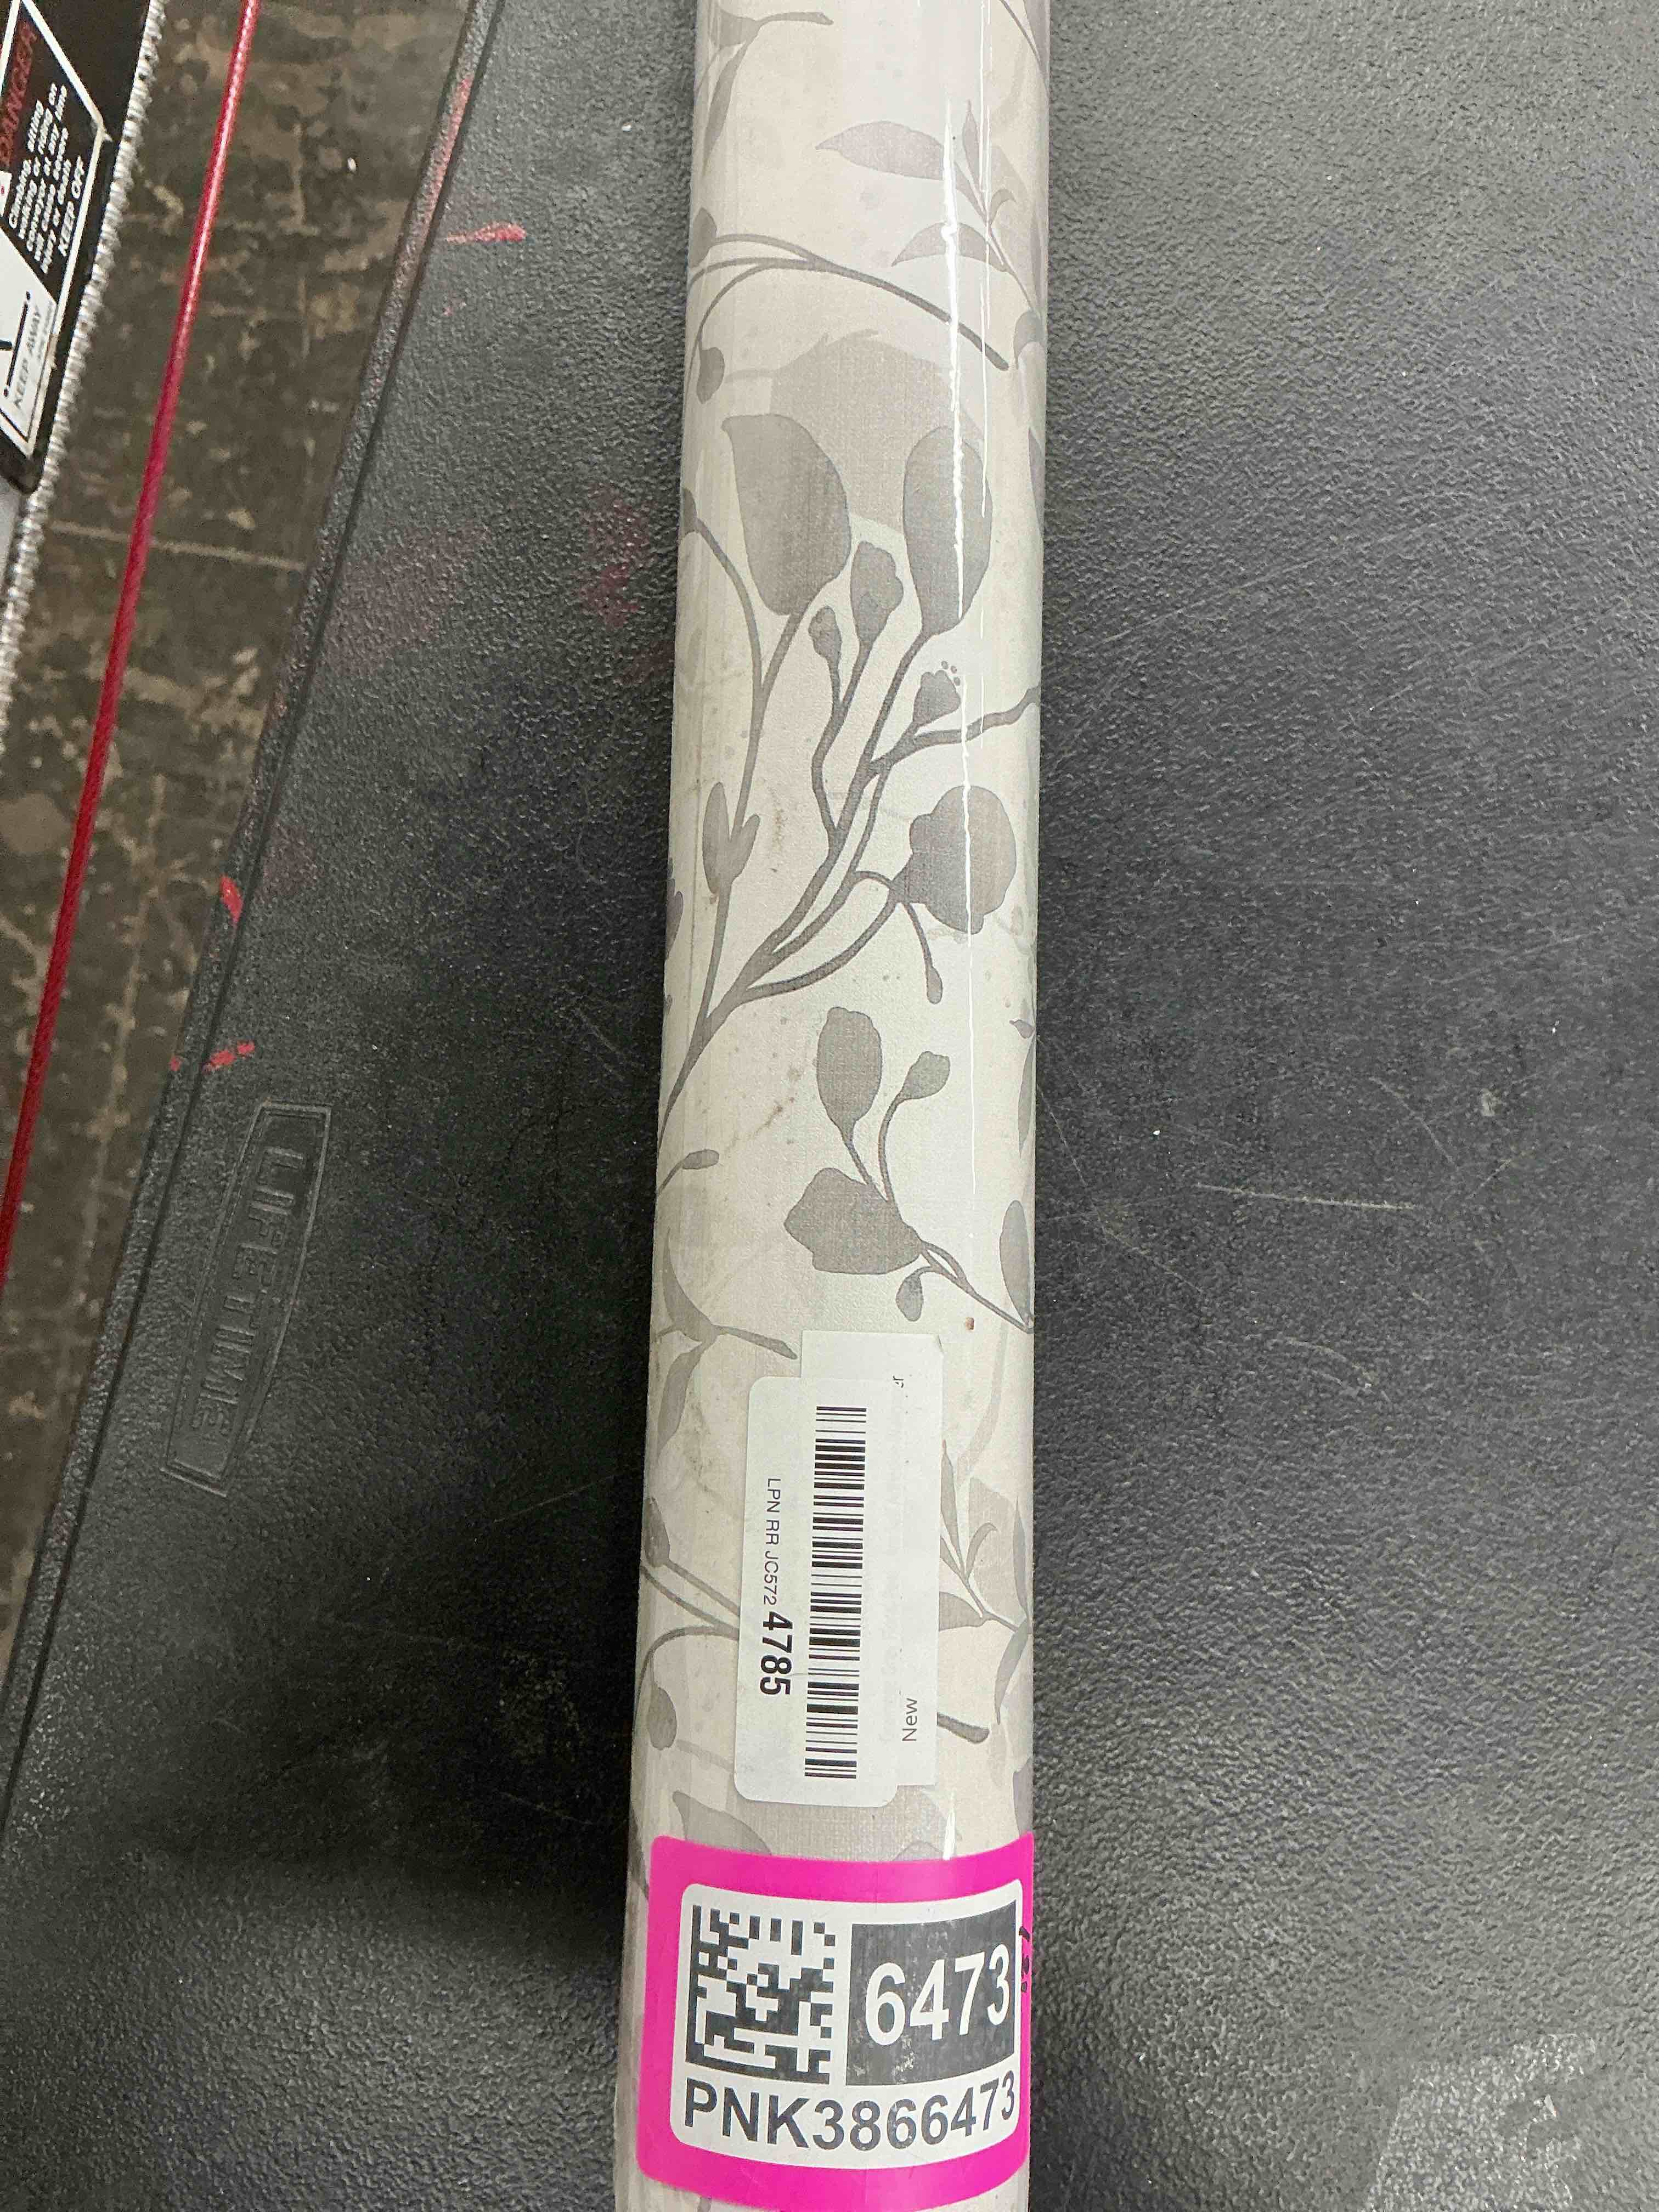 DANGER
KEEP OFF
KEEP AWAY
LIFETIME
LPN RR JC572 4785
New
6473
PNK3866473